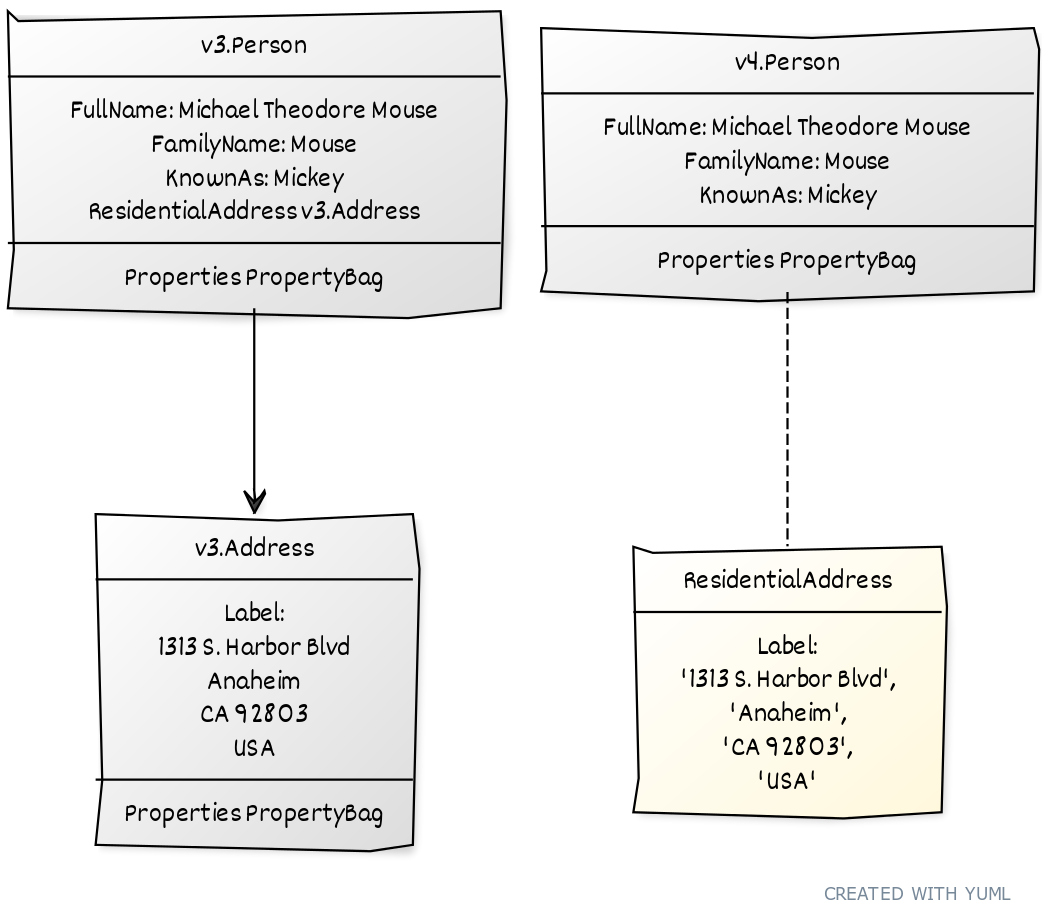 v3.Person
FullName: Michael Theodore Mouse
FamilyName: Mouse
KnownAs: Mickey
ResidentialAddress v3.Address
Properties PropertyBag
v4.Person
FullName: Michael Theodore Mouse
FamilyName: Mouse
KnownAs: Mickey
Properties PropertyBag
v3.Address
Label:
1313 S. Harbor Blvd
Anaheim
CA 92803
USA
Properties PropertyBag
ResidentialAddress
Label:
'1313 S. Harbor Blvd',
'Anaheim',
'CA 92803',
'USA'
CREATED WITH YUML